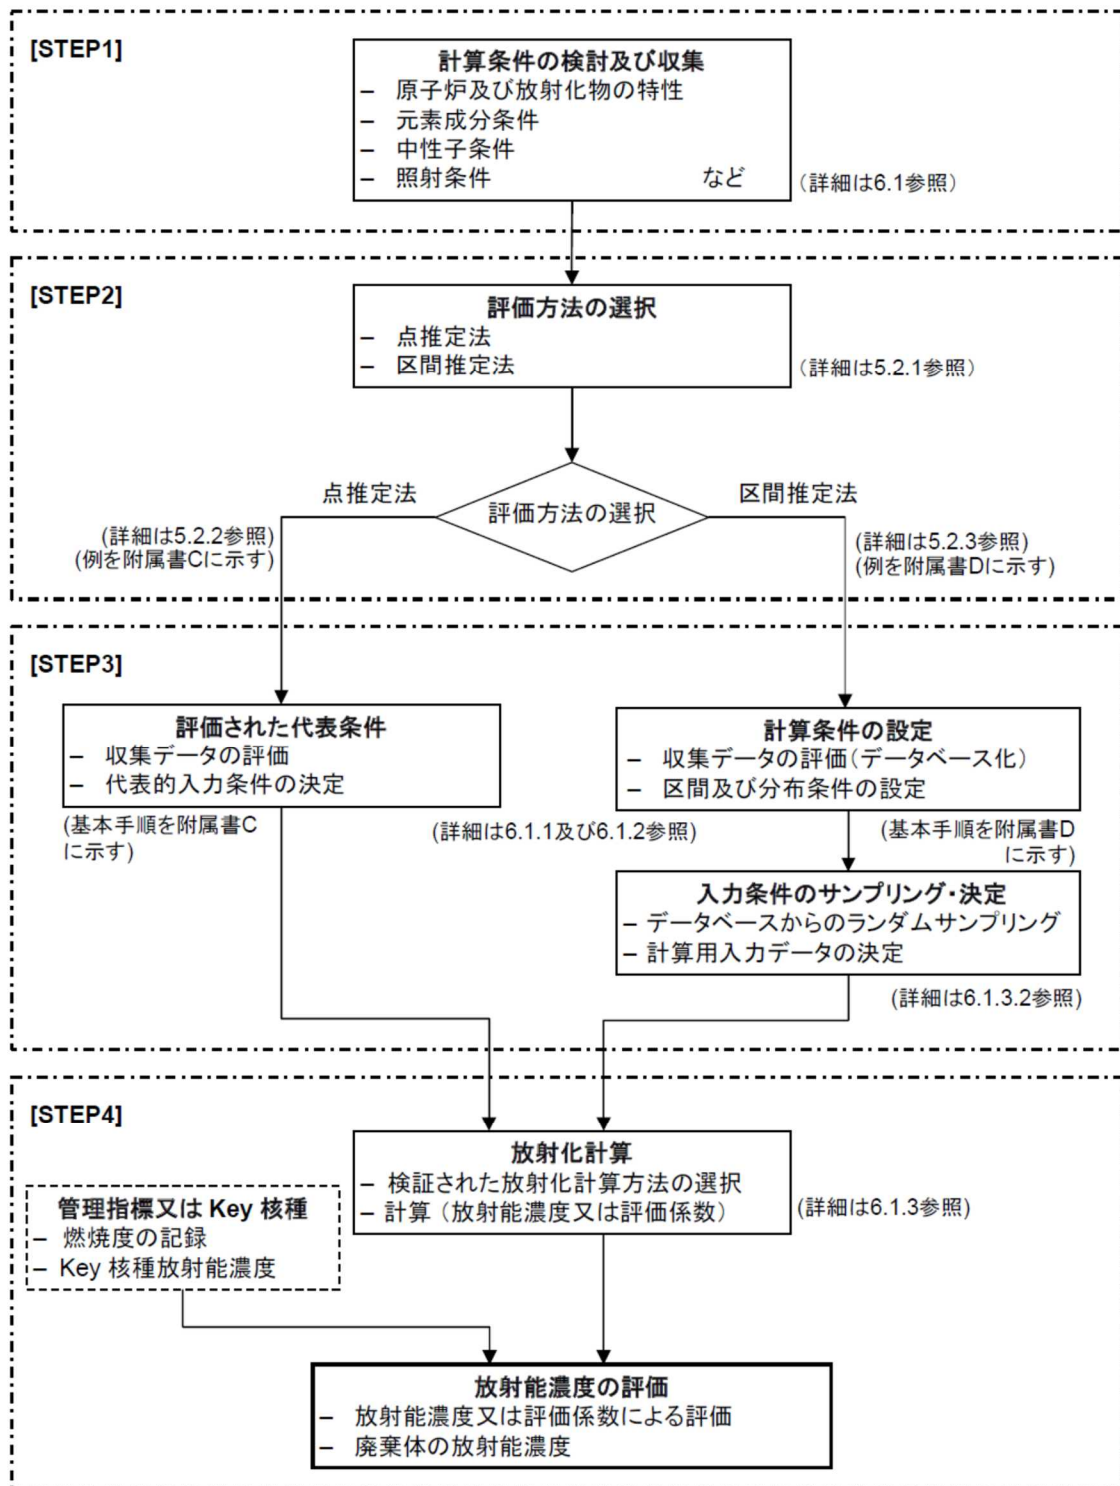 [STEP1]
計算条件の検討及び収集
– 原子炉及び放射化物の特性
– 元素成分条件
– 中性子条件
– 照射条件 など
(詳細は6.1参照)
[STEP2]
評価方法の選択
– 点推定法
– 区間推定法
(詳細は5.2.1参照)
評価方法の選択
点推定法
(詳細は5.2.2参照)
(例を附属書Cに示す)
区間推定法
(詳細は5.2.3参照)
(例を附属書Dに示す)
[STEP3]
評価された代表条件
– 収集データの評価
– 代表的入力条件の決定
(基本手順を附属書C
に示す)
(詳細は6.1.1及び6.1.2参照)
計算条件の設定
– 収集データの評価(データベース化)
– 区間及び分布条件の設定
(基本手順を附属書D
に示す)
入力条件のサンプリング・決定
– データベースからのランダムサンプリング
– 計算用入力データの決定
(詳細は6.1.3.2参照)
[STEP4]
放射化計算
– 検証された放射化計算方法の選択
– 計算(放射能濃度又は評価係数)
(詳細は6.1.3参照)
管理指標又は Key 核種
– 燃焼度の記録
– Key 核種放射能濃度
放射能濃度の評価
– 放射能濃度又は評価係数による評価
– 廃棄体の放射能濃度